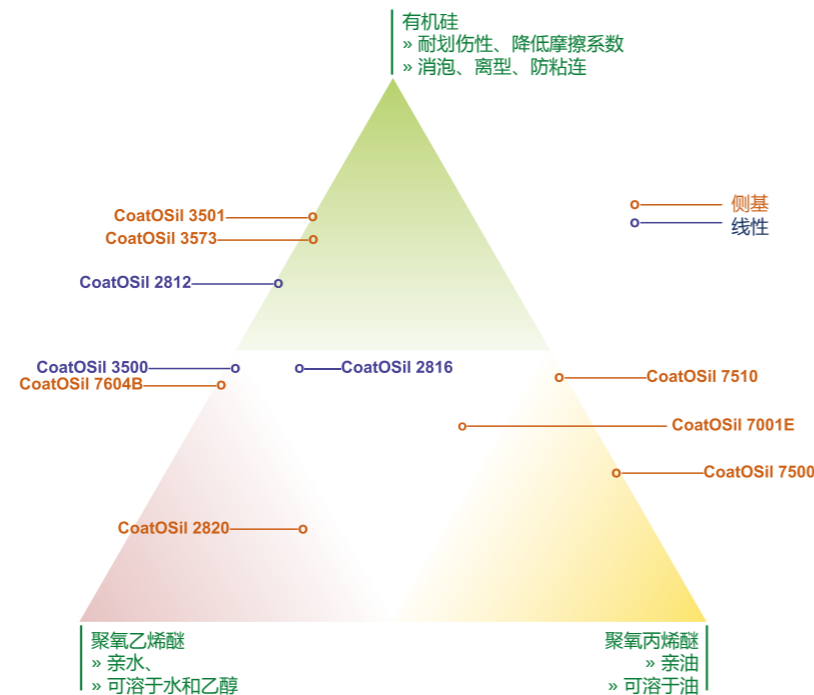 有机硅
» 耐划伤性、降低摩擦系数
» 消泡、离型、防粘连
侧基
线性
CoatOSil 3501
CoatOSil 3573
CoatOSil 2812
CoatOSil 3500
CoatOSil 2816
CoatOSil 7604B
CoatOSil 7510
CoatOSil 7001E
CoatOSil 7500
CoatOSil 2820
聚氧乙烯醚
» 亲水、
» 可溶于水和乙醇
聚氧丙烯醚
» 亲油
» 可溶于油